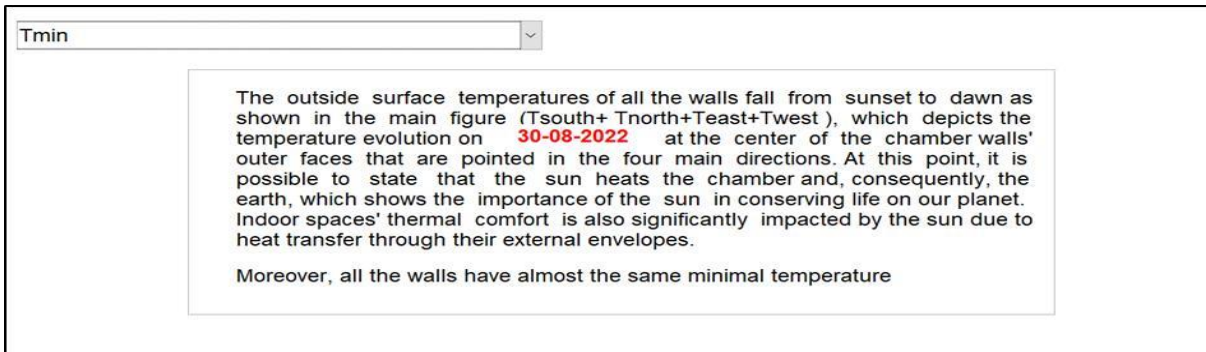 Tmin
The outside surface temperatures of all the walls fall from sunset to dawn as
shown in the main figure (Tsouth+ Tnorth+Teast+Twest ), which depicts the
temperature evolution on 30-08-2022 at the center of the chamber walls'
outer faces that are pointed in the four main directions. At this point, it is
possible to state that the sun heats the chamber and, consequently, the
earth, which shows the importance of the sun in conserving life on our planet.
Indoor spaces' thermal comfort is also significantly impacted by the sun due to
heat transfer through their external envelopes.
Moreover, all the walls have almost the same minimal temperature